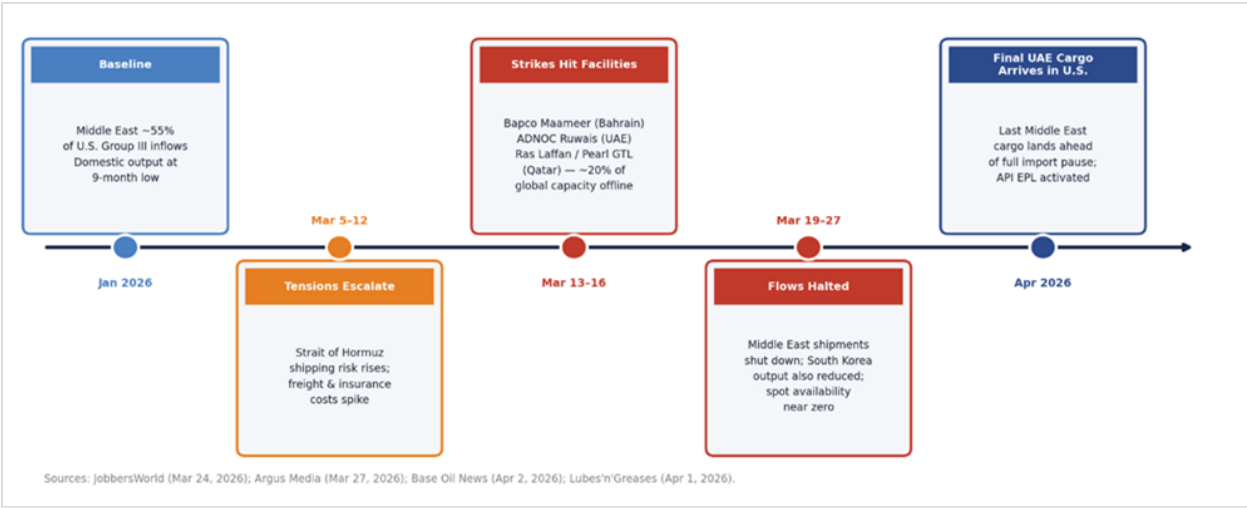 Baseline
Middle East ~55%
of U.S. Group III inflows
Domestic output at
9-month low
Jan 2026
Mar 5–12
Tensions Escalate
Strait of Hormuz
shipping risk rises;
freight & insurance
costs spike
Strikes Hit Facilities
Bapco Maameer (Bahrain)
ADNOC Ruwais (UAE)
Ras Laffan / Pearl GTL
(Qatar) — ~20% of
global capacity offline
Mar 13–16
Mar 19–27
Flows Halted
Middle East shipments
shut down; South Korea
output also reduced;
spot availability
near zero
Final UAE Cargo
Arrives in U.S.
Last Middle East
cargo lands ahead
of full import pause;
API EPL activated
Apr 2026
Sources: JobbersWorld (Mar 24, 2026); Argus Media (Mar 27, 2026); Base Oil News (Apr 2, 2026); Lubes'n'Greases (Apr 1, 2026).